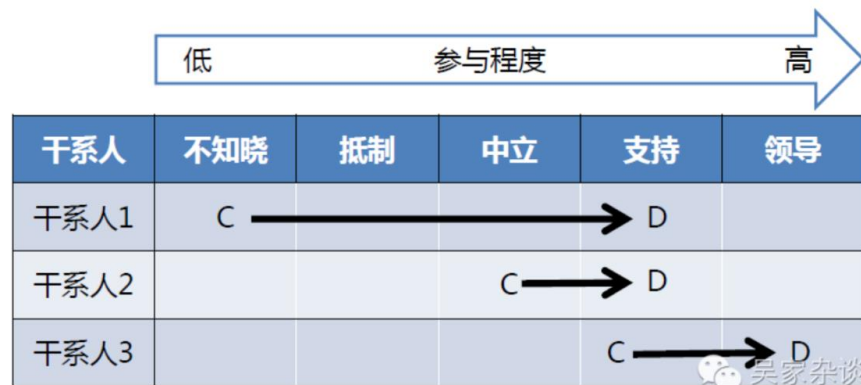 低 参与程度 高
干系人 不知晓 抵制 中立 支持 领导
干系人1 C D
干系人2 C D
干系人3 C D
吴家杂谈